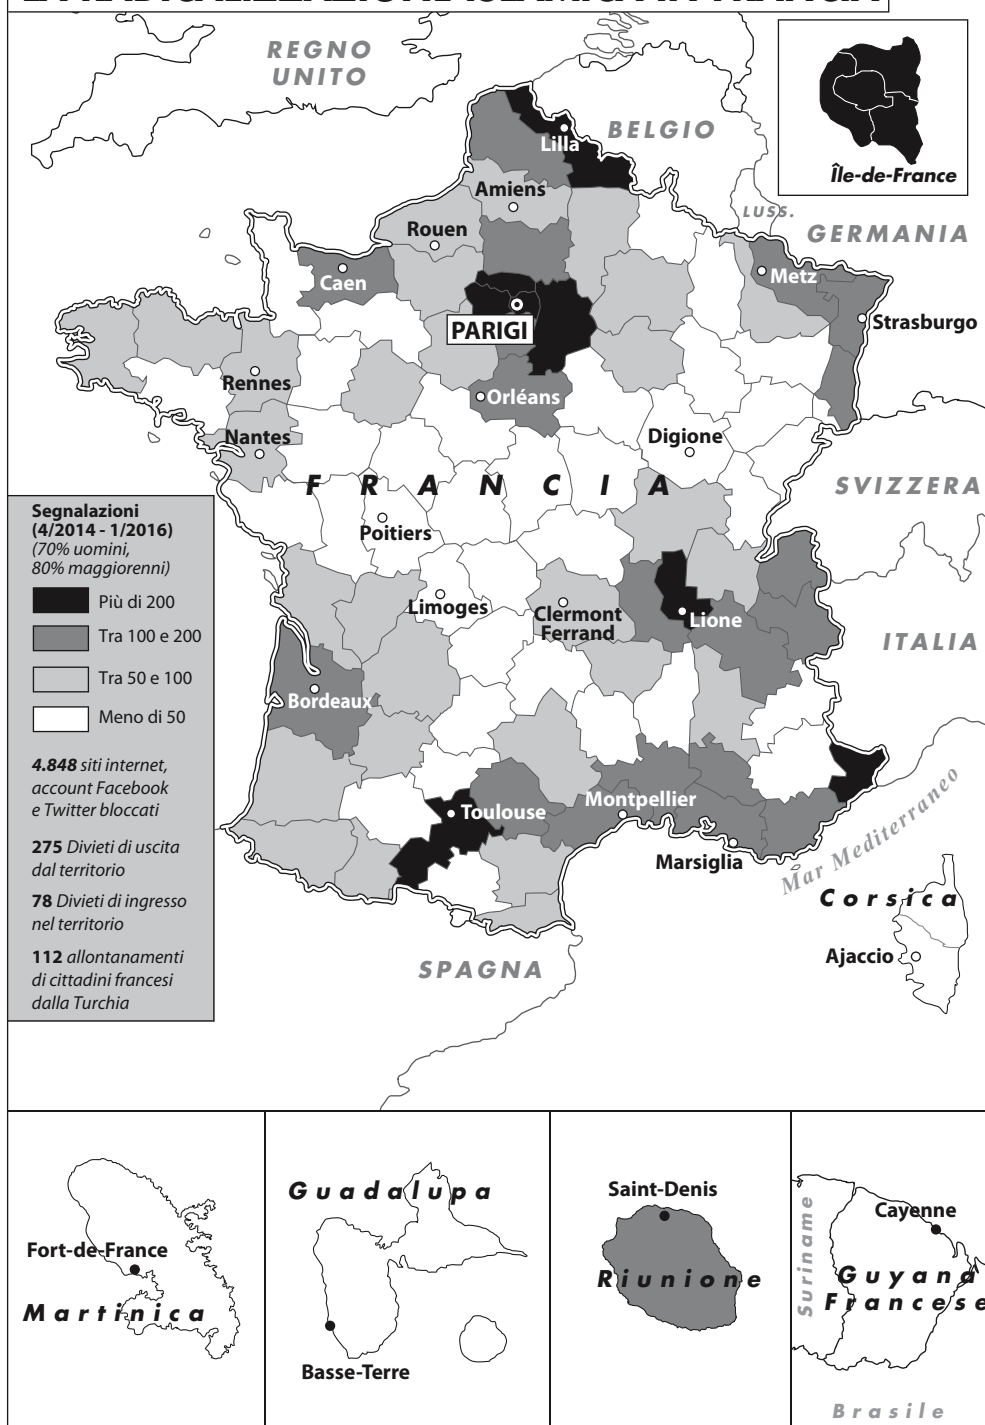 REGNO
UNITO
BELGIO
Île-de-France
Lilla
Amiens
LUSS.
GERMANIA
Rouen
Caen
Metz
PARIGI
Strasburgo
Rennes
Orléans
Nantes
Digione
FRANCIA
SVIZZERA
Poitiers
Segnalazioni
(4/2014 - 1/2016)
(70% uomini,
80% maggiorenni)
Più di 200
Tra 100 e 200
Tra 50 e 100
Meno di 50
4.848 siti internet,
account Facebook
e Twitter bloccati
275 Divieti di uscita
dal territorio
78 Divieti di ingresso
nel territorio
112 allontanamenti
di cittadini francesi
dalla Turchia
Limoges
Clermont
Ferrand
Lione
ITALIA
Bordeaux
Toulouse
Montpellier
Marsiglia
Mar Mediterraneo
Corsica
Ajaccio
SPAGNA
Fort-de-France
Martinica
Guadalupa
Basse-Terre
Saint-Denis
Riunione
Suriname
Cayenne
Guyana
Francese
Brasile